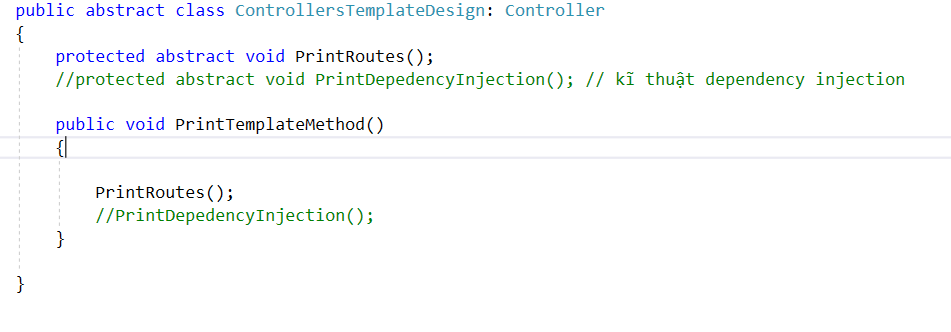 public abstract class ControllersTemplateDesign: Controller
{
protected abstract void PrintRoutes();
//protected abstract void PrintDepedencyInjection(); // kĩ thuật dependency injection
public void PrintTemplateMethod()
{
PrintRoutes();
//PrintDepedencyInjection();
}
}